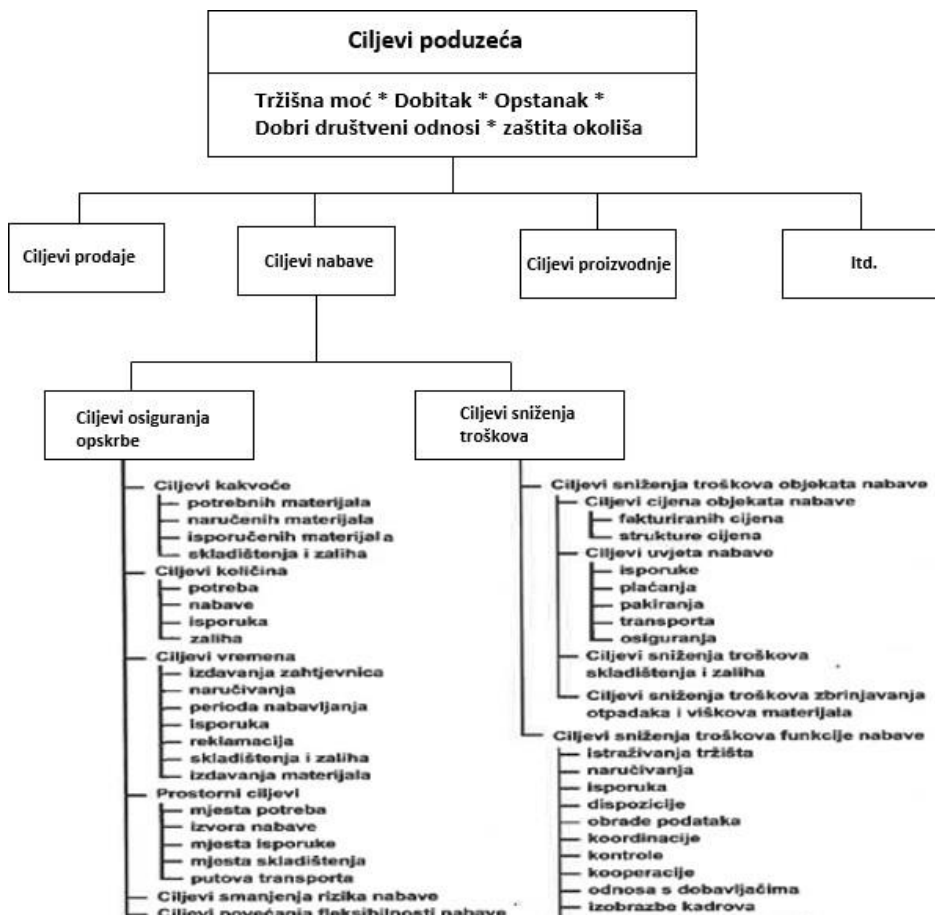 Ciljevi poduzeća
Tržišna moć * Dobitak * Opstanak *
Dobri društveni odnosi * zaštita okoliša
Ciljevi prodaje
Ciljevi nabave
Ciljevi proizvodnje
Itd.
Ciljevi osiguranja
opskrbe
Ciljevi kakvoće
potrebnih materijala
naručenih materijala
isporučenih materijala
skladištenja i zaliha
Ciljevi količina
potreba
nabave
isporuka
zaliha
Ciljevi vremena
izdavanja zahtjevnica
naručivanja
perioda nabavljanja
isporuka
reklamacija
skladištenja i zaliha
izdavanja materijala
Prostorni ciljevi
mjesta potreba
izvora nabave
mjesta isporuke
mjesta skladištenja
putova transporta
Ciljevi smanjenja rizika nabave
Ciljevi povećanja fleksibilnosti nabave
Ciljevi sniženja
troškova
Ciljevi sniženja troškova objekata nabave
Ciljevi cijena objekata nabave
fakturiranih cijena
strukture cijena
Ciljevi uvjeta nabave
isporuke
plaćanja
pakiranja
transporta
osiguranja
Ciljevi sniženja troškova
skladištenja i zaliha
Ciljevi sniženja troškova zbrinjavanja
otpadaka i viškova materijala
Ciljevi sniženja troškova funkcije nabave
istraživanja tržišta
naručivanja
isporuka
dispozicije
obrade podataka
koordinacije
kontrole
kooperacije
odnosa s dobavljačima
izobrazbe kadrova